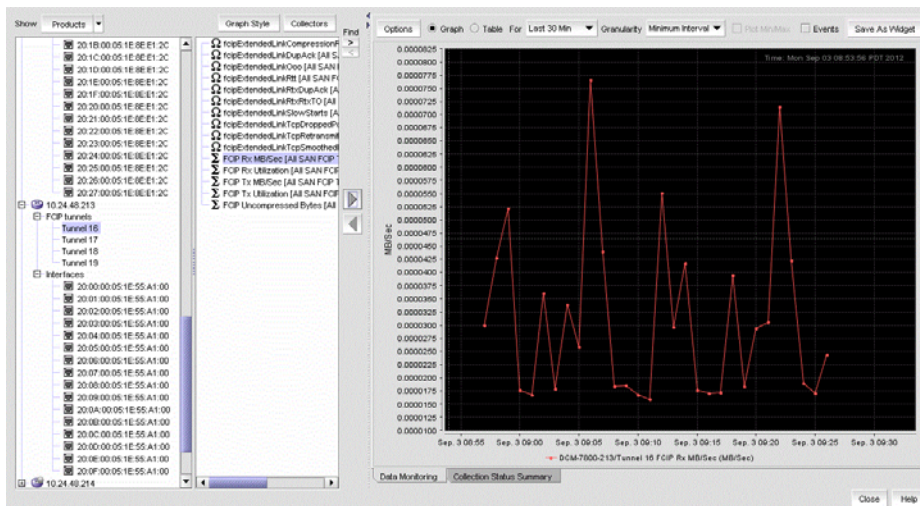 Show Products
20:1B:00:05:1E:8E:E1:2C
20:1C:00:05:1E:8E:E1:2C
20:1D:00:05:1E:8E:E1:2C
20:1E:00:05:1E:8E:E1:2C
20:1F:00:05:1E:8E:E1:2C
20:20:00:05:1E:8E:E1:2C
20:21:00:05:1E:8E:E1:2C
20:22:00:05:1E:8E:E1:2C
20:23:00:05:1E:8E:E1:2C
20:24:00:05:1E:8E:E1:2C
20:25:00:05:1E:8E:E1:2C
20:26:00:05:1E:8E:E1:2C
20:27:00:05:1E:8E:E1:2C
10.24.48.213
FCIP tunnels
Tunnel 16
Tunnel 17
Tunnel 18
Tunnel 19
Interfaces
20:00:00:05:1E:55:A1:00
20:01:00:05:1E:55:A1:00
20:02:00:05:1E:55:A1:00
20:03:00:05:1E:55:A1:00
20:04:00:05:1E:55:A1:00
20:05:00:05:1E:55:A1:00
20:06:00:05:1E:55:A1:00
20:07:00:05:1E:55:A1:00
20:08:00:05:1E:55:A1:00
20:09:00:05:1E:55:A1:00
20:0A:00:05:1E:55:A1:00
20:0B:00:05:1E:55:A1:00
20:0C:00:05:1E:55:A1:00
20:0D:00:05:1E:55:A1:00
20:0E:00:05:1E:55:A1:00
20:0F:00:05:1E:55:A1:00
10.24.48.214
Graph Style Collectors
Find
>
<
Ω fcipExtendedLinkCompressionR
Ω fcipExtendedLinkDupAck [All S
Ω fcipExtendedLinkOoo [All SAN
Ω fcipExtendedLinkRtt [All SAN F
Ω fcipExtendedLinkRtxDupAck [A
Ω fcipExtendedLinkRtxRtxTO [All
Ω fcipExtendedLinkSlowStarts [A
Ω fcipExtendedLinkTcpDroppedP
Ω fcipExtendedLinkTcpRetransmit
Ω fcipExtendedLinkTcpSmoothed
Σ FCIP Rx MB/Sec [All SAN FCIP T
Σ FCIP Rx Utilization [All SAN FCIP
Σ FCIP Tx MB/Sec [All SAN FCIP T
Σ FCIP Tx Utilization [All SAN FCIP
Σ FCIP Uncompressed Bytes [All
Options Graph Table For Last 30 Min Granularity Minimum Interval Plot Min/Max Events Save As Widget
Time: Mon Sep 03 08:53:56 PDT 2012
MB/Sec
0.0000825
0.0000800
0.0000775
0.0000750
0.0000725
0.0000700
0.0000675
0.0000650
0.0000625
0.0000600
0.0000575
0.0000550
0.0000525
0.0000500
0.0000475
0.0000450
0.0000425
0.0000400
0.0000375
0.0000350
0.0000325
0.0000300
0.0000275
0.0000250
0.0000225
0.0000200
0.0000175
0.0000150
0.0000125
0.0000100
Sep. 3 08:55 Sep. 3 09:00 Sep. 3 09:05 Sep. 3 09:10 Sep. 3 09:15 Sep. 3 09:20 Sep. 3 09:25 Sep. 3 09:30
DCM-7800-213/Tunnel 16 FCIP Rx MB/Sec (MB/Sec)
Data Monitoring Collection Status Summary
Close Help